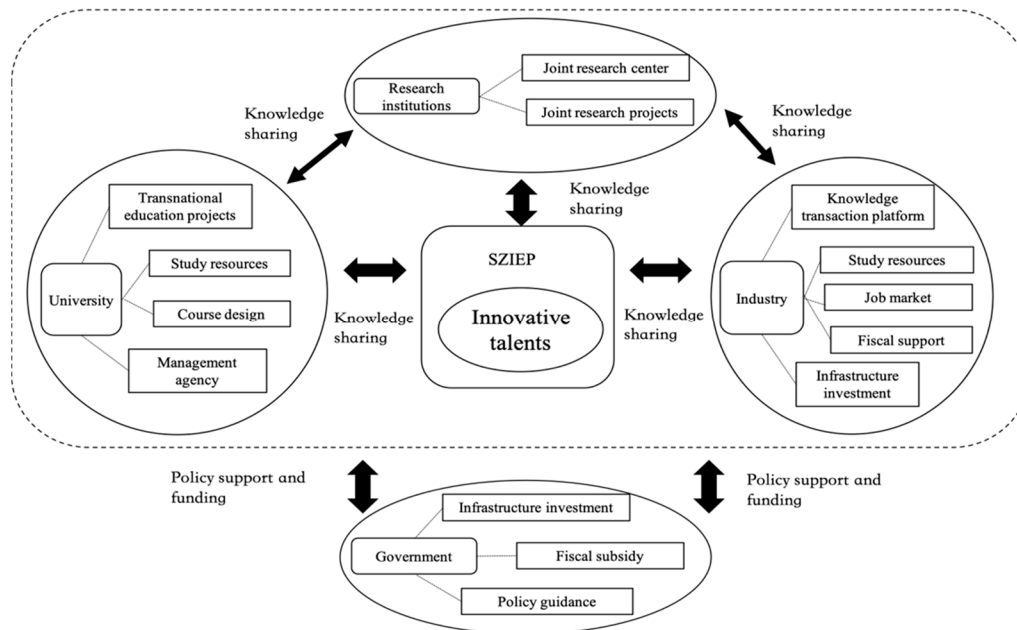 Joint research center
Research
institutions
Joint research projects
Knowledge
sharing
Knowledge
sharing
Transnational
education projects
Study resources
University
Course design
Management
agency
Knowledge
sharing
Knowledge
sharing
SZIEP
Innovative
talents
Knowledge
sharing
Knowledge
transaction platform
Study resources
Industry
Job market
Fiscal support
Infrastructure
investment
Policy support and
funding
Policy support and
funding
Infrastructure investment
Government
Fiscal subsidy
Policy guidance